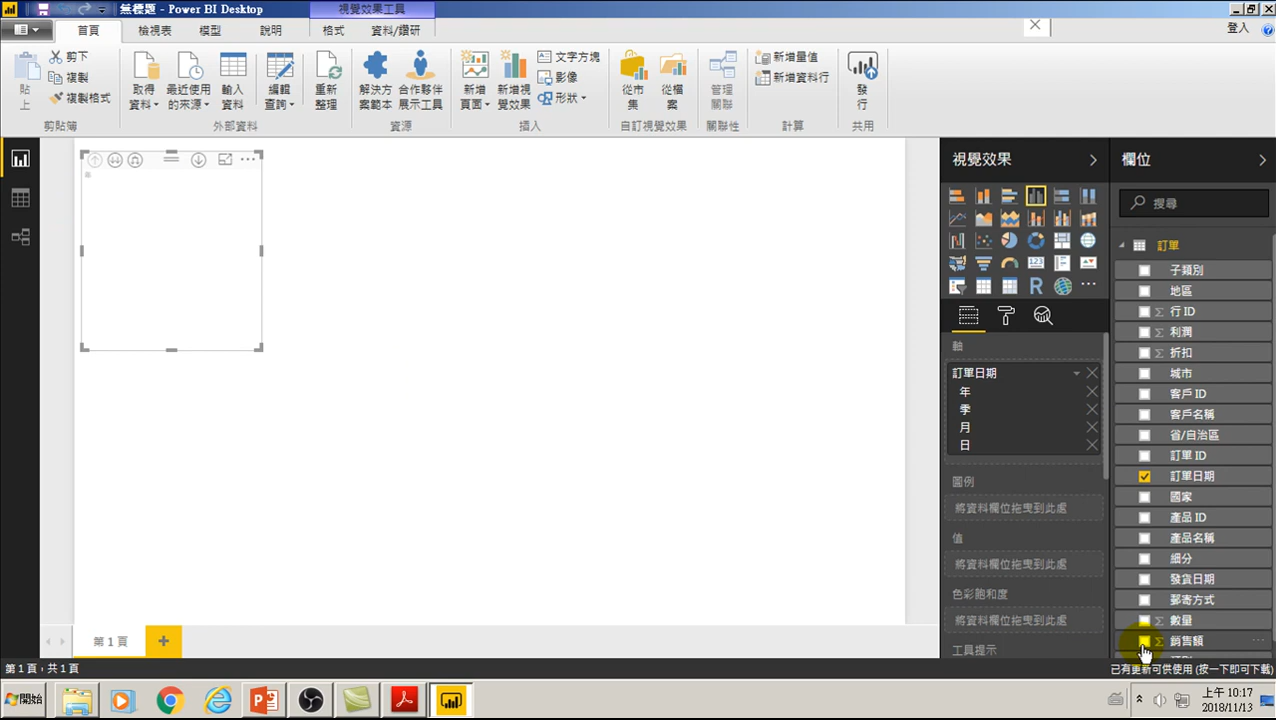 無標題 - Power BI Desktop
視覺效果工具
首頁
檢視表
模型
說明
格式
資料/鑽研
登入
貼上
剪下
複製
複製格式
剪貼簿
取得資料
最近使用的來源
輸入資料
編輯查詢
重新整理
外部資料
解決方案範本
合作夥伴展示工具
資源
新增頁面
新增視覺效果
文字方塊
影像
形狀
插入
從市集
從檔案
自訂視覺效果
管理關聯
關聯性
新增量值
新增資料行
計算
發行
共用
視覺效果
123
R
軸
訂單日期
年
季
月
日
圖例
將資料欄位拖曳到此處
值
將資料欄位拖曳到此處
色彩飽和度
將資料欄位拖曳到此處
工具提示
欄位
搜尋
訂單
子類別
地區
Σ 行 ID
Σ 利潤
Σ 折扣
城市
客戶 ID
客戶名稱
省/自治區
訂單 ID
訂單日期
國家
產品 ID
產品名稱
細分
發貨日期
郵寄方式
Σ 數量
Σ 銷售額
第 1 頁
第 1 頁，共 1 頁
已有更新可供使用 (按一下即可下載)
開始
上午 10:17
2018/11/13